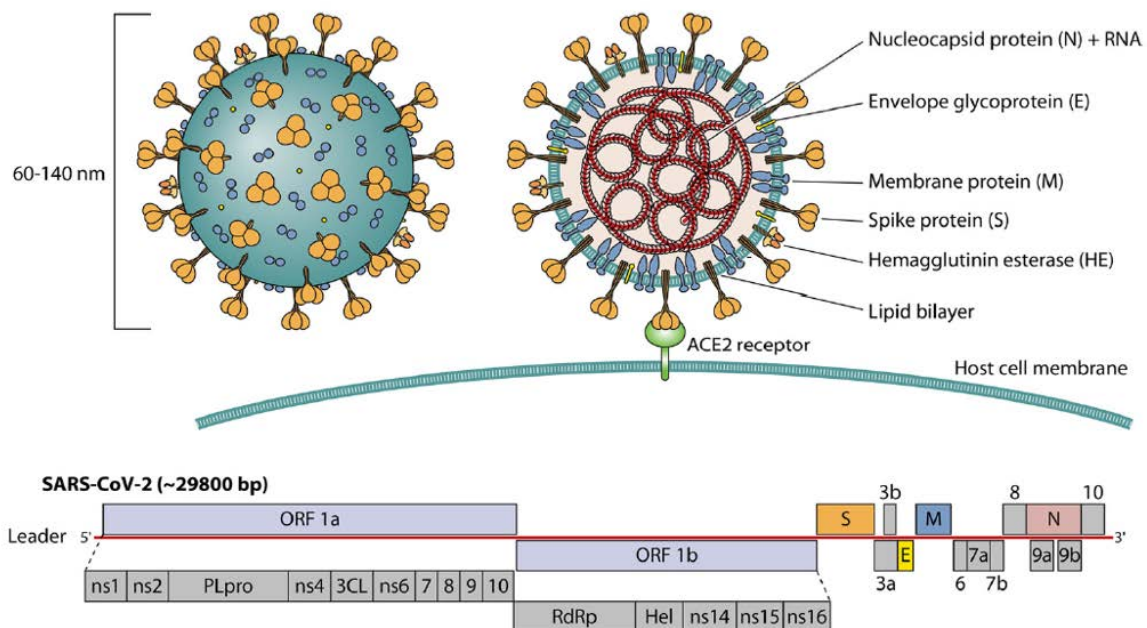 60-140 nm
Nucleocapsid protein (N) + RNA
Envelope glycoprotein (E)
Membrane protein (M)
Spike protein (S)
Hemagglutinin esterase (HE)
Lipid bilayer
ACE2 receptor
Host cell membrane
SARS-CoV-2 (~29800 bp)
3b 8 10
ORF 1a S M N
Leader 5' 3'
ORF 1b E 7a 9a 9b
3a 6 7b
ns1 ns2 PLpro ns4 3CL ns6 7 8 9 10
RdRp Hel ns14 ns15 ns16